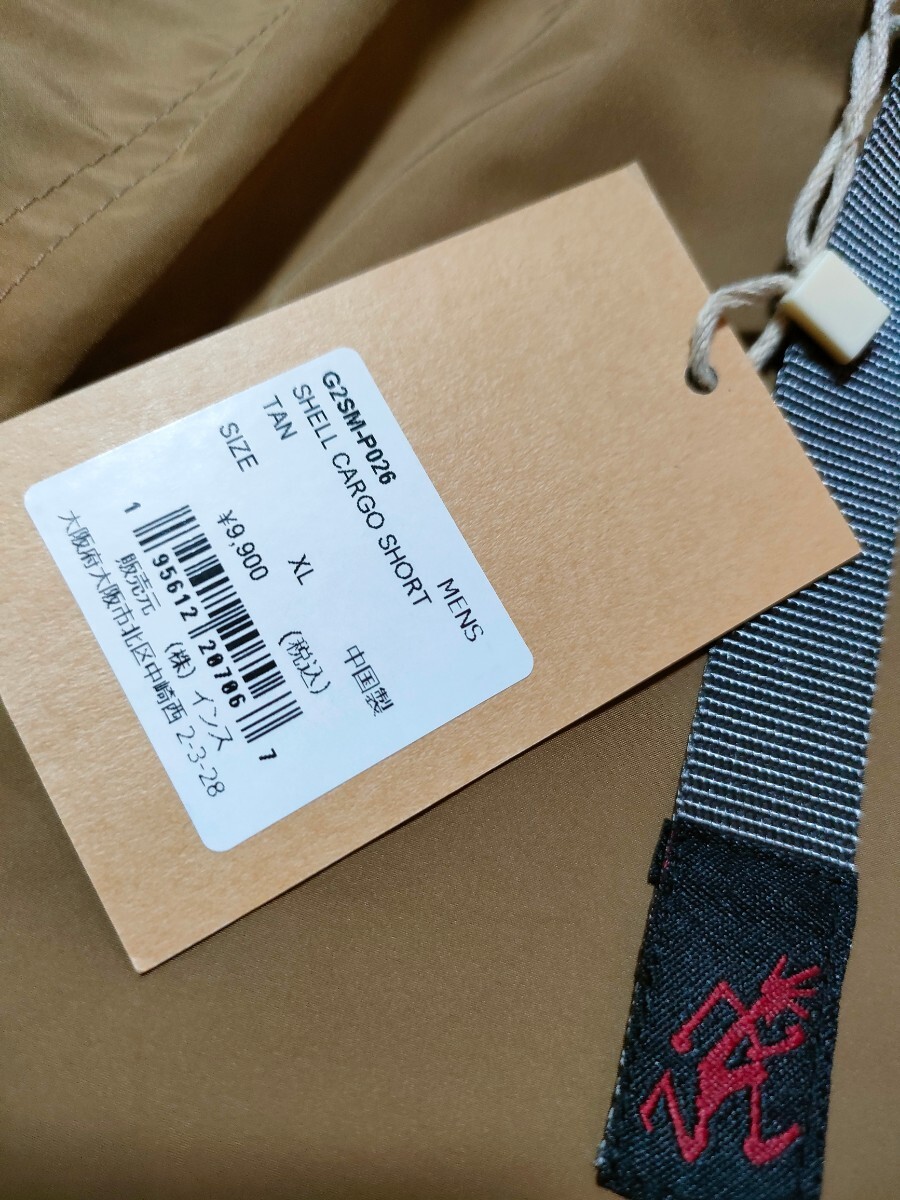 G2SM-P026
MENS
SHELL CARGO SHORT
TAN
中国製
SIZE XL
¥9,900 (税込)
1 95612 20706 7
販売元 (株)インス
大阪府大阪市北区中崎西2-3-28